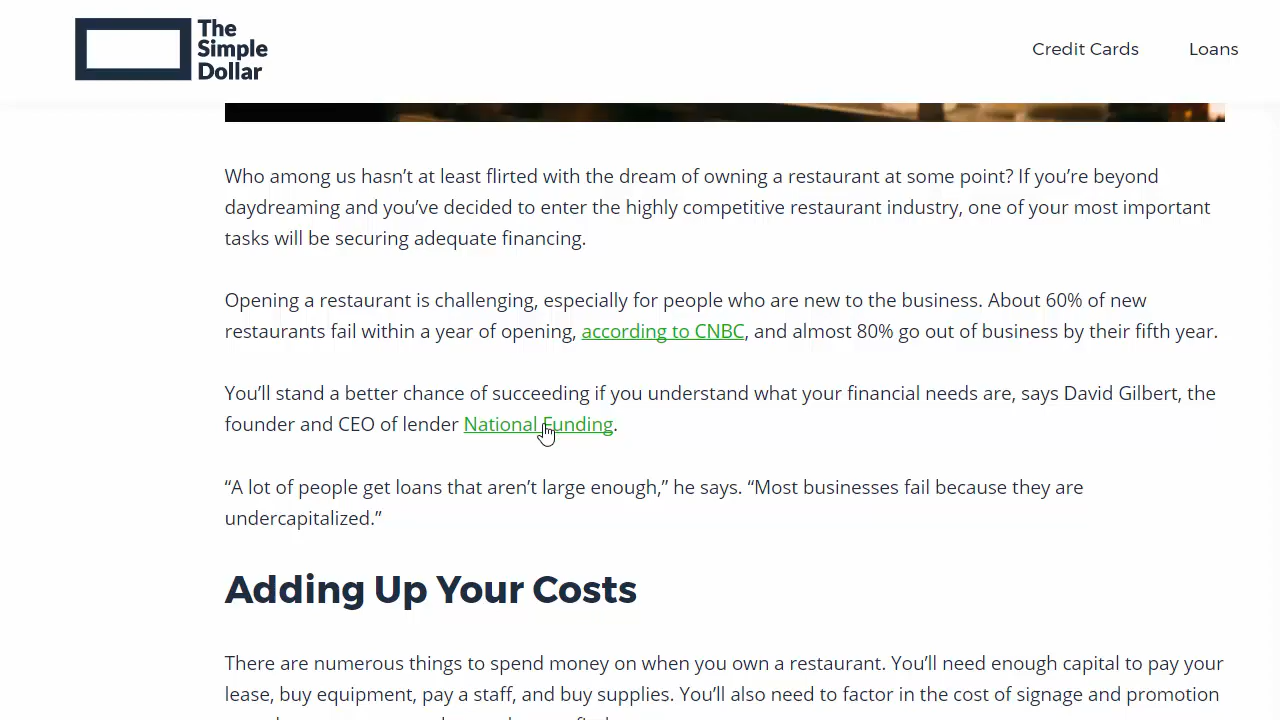 The
Simple
Dollar
Credit Cards
Loans
Who among us hasn’t at least flirted with the dream of owning a restaurant at some point? If you’re beyond
daydreaming and you’ve decided to enter the highly competitive restaurant industry, one of your most important
tasks will be securing adequate financing.
Opening a restaurant is challenging, especially for people who are new to the business. About 60% of new
restaurants fail within a year of opening, according to CNBC, and almost 80% go out of business by their fifth year.
You’ll stand a better chance of succeeding if you understand what your financial needs are, says David Gilbert, the
founder and CEO of lender National Funding.
“A lot of people get loans that aren’t large enough,” he says. “Most businesses fail because they are
undercapitalized.”
Adding Up Your Costs
There are numerous things to spend money on when you own a restaurant. You’ll need enough capital to pay your
lease, buy equipment, pay a staff, and buy supplies. You’ll also need to factor in the cost of signage and promotion